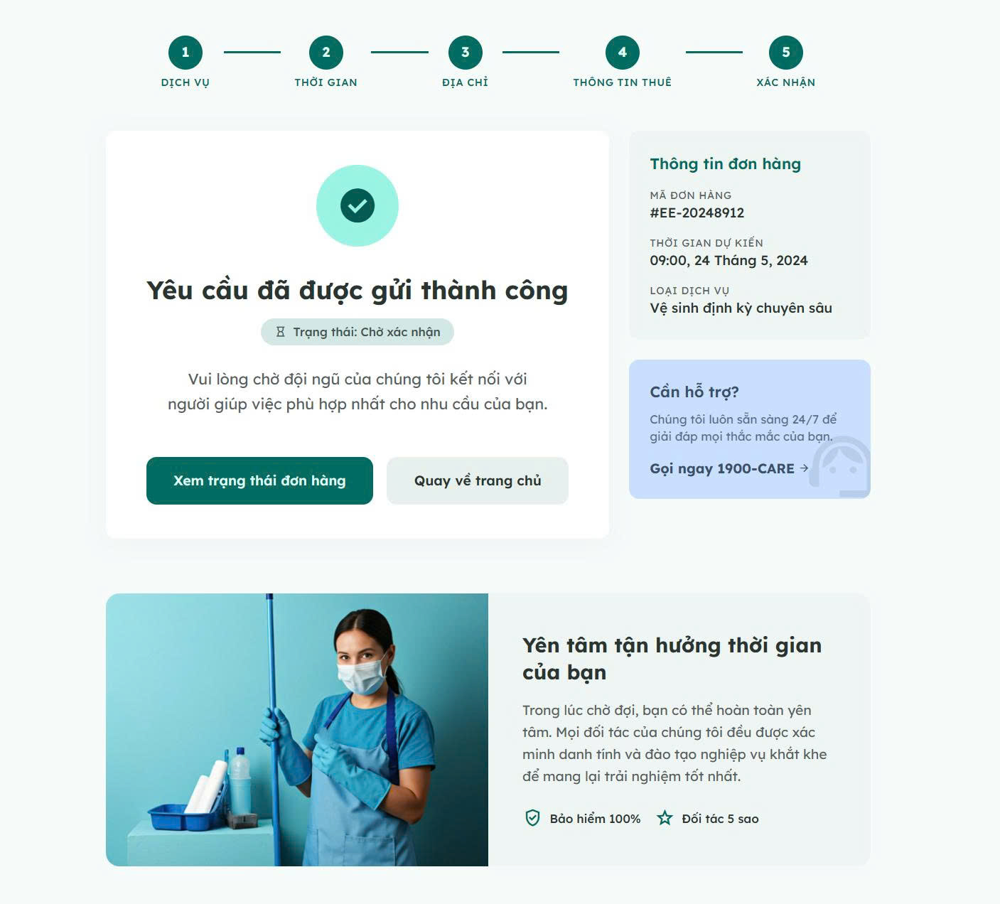 1
2
3
4
5
DỊCH VỤ
THỜI GIAN
ĐỊA CHỈ
THÔNG TIN THUÊ
XÁC NHẬN
Yêu cầu đã được gửi thành công
Trạng thái: Chờ xác nhận
Vui lòng chờ đội ngũ của chúng tôi kết nối với
người giúp việc phù hợp nhất cho nhu cầu của bạn.
Xem trạng thái đơn hàng
Quay về trang chủ
Thông tin đơn hàng
MÃ ĐƠN HÀNG
#EE-20248912
THỜI GIAN DỰ KIẾN
09:00, 24 Tháng 5, 2024
LOẠI DỊCH VỤ
Vệ sinh định kỳ chuyên sâu
Cần hỗ trợ?
Chúng tôi luôn sẵn sàng 24/7 để
giải đáp mọi thắc mắc của bạn.
Gọi ngay 1900-CARE →
Yên tâm tận hưởng thời gian
của bạn
Trong lúc chờ đợi, bạn có thể hoàn toàn yên
tâm. Mọi đối tác của chúng tôi đều được xác
minh danh tính và đào tạo nghiệp vụ khắt khe
để mang lại trải nghiệm tốt nhất.
Bảo hiểm 100%
Đối tác 5 sao